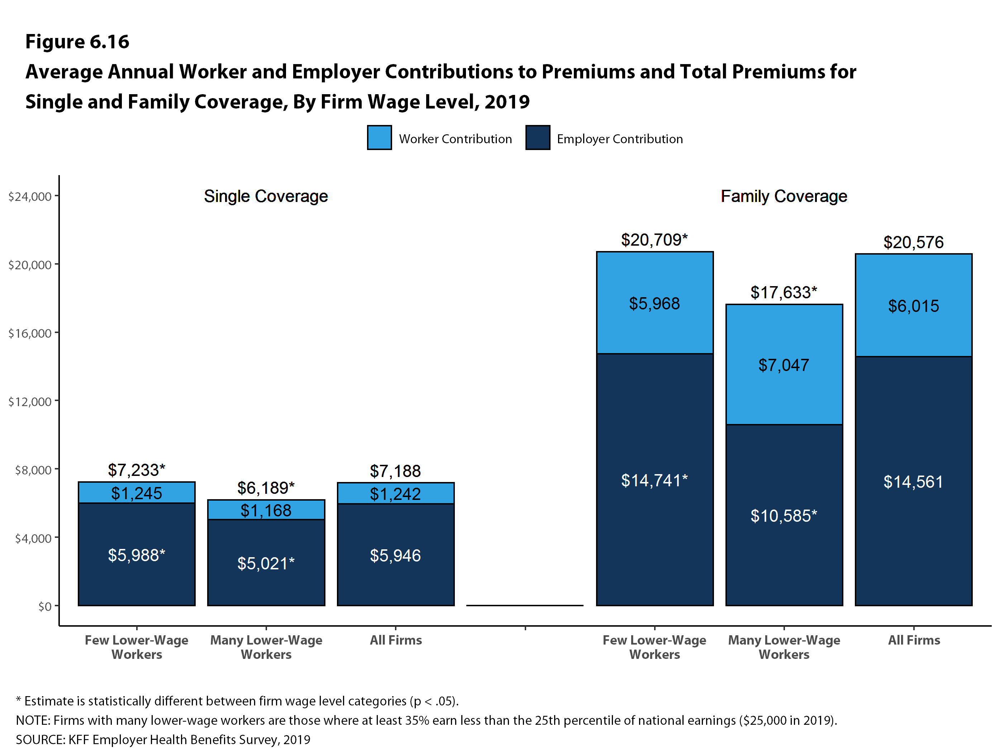 Figure 6.16
Average Annual Worker and Employer Contributions to Premiums and Total Premiums for
Single and Family Coverage, By Firm Wage Level, 2019
Worker Contribution
Employer Contribution
$24,000
$20,000
$16,000
$12,000
$8,000
$4,000
$0
Single Coverage
$7,233*
$1,245
$5,988*
$6,189*
$1,168
$5,021*
$7,188
$1,242
$5,946
Family Coverage
$20,709*
$5,968
$14,741*
$17,633*
$7,047
$10,585*
$20,576
$6,015
$14,561
Few Lower-Wage
Workers
Many Lower-Wage
Workers
All Firms
Few Lower-Wage
Workers
Many Lower-Wage
Workers
All Firms
* Estimate is statistically different between firm wage level categories (p < .05).
NOTE: Firms with many lower-wage workers are those where at least 35% earn less than the 25th percentile of national earnings ($25,000 in 2019).
SOURCE: KFF Employer Health Benefits Survey, 2019